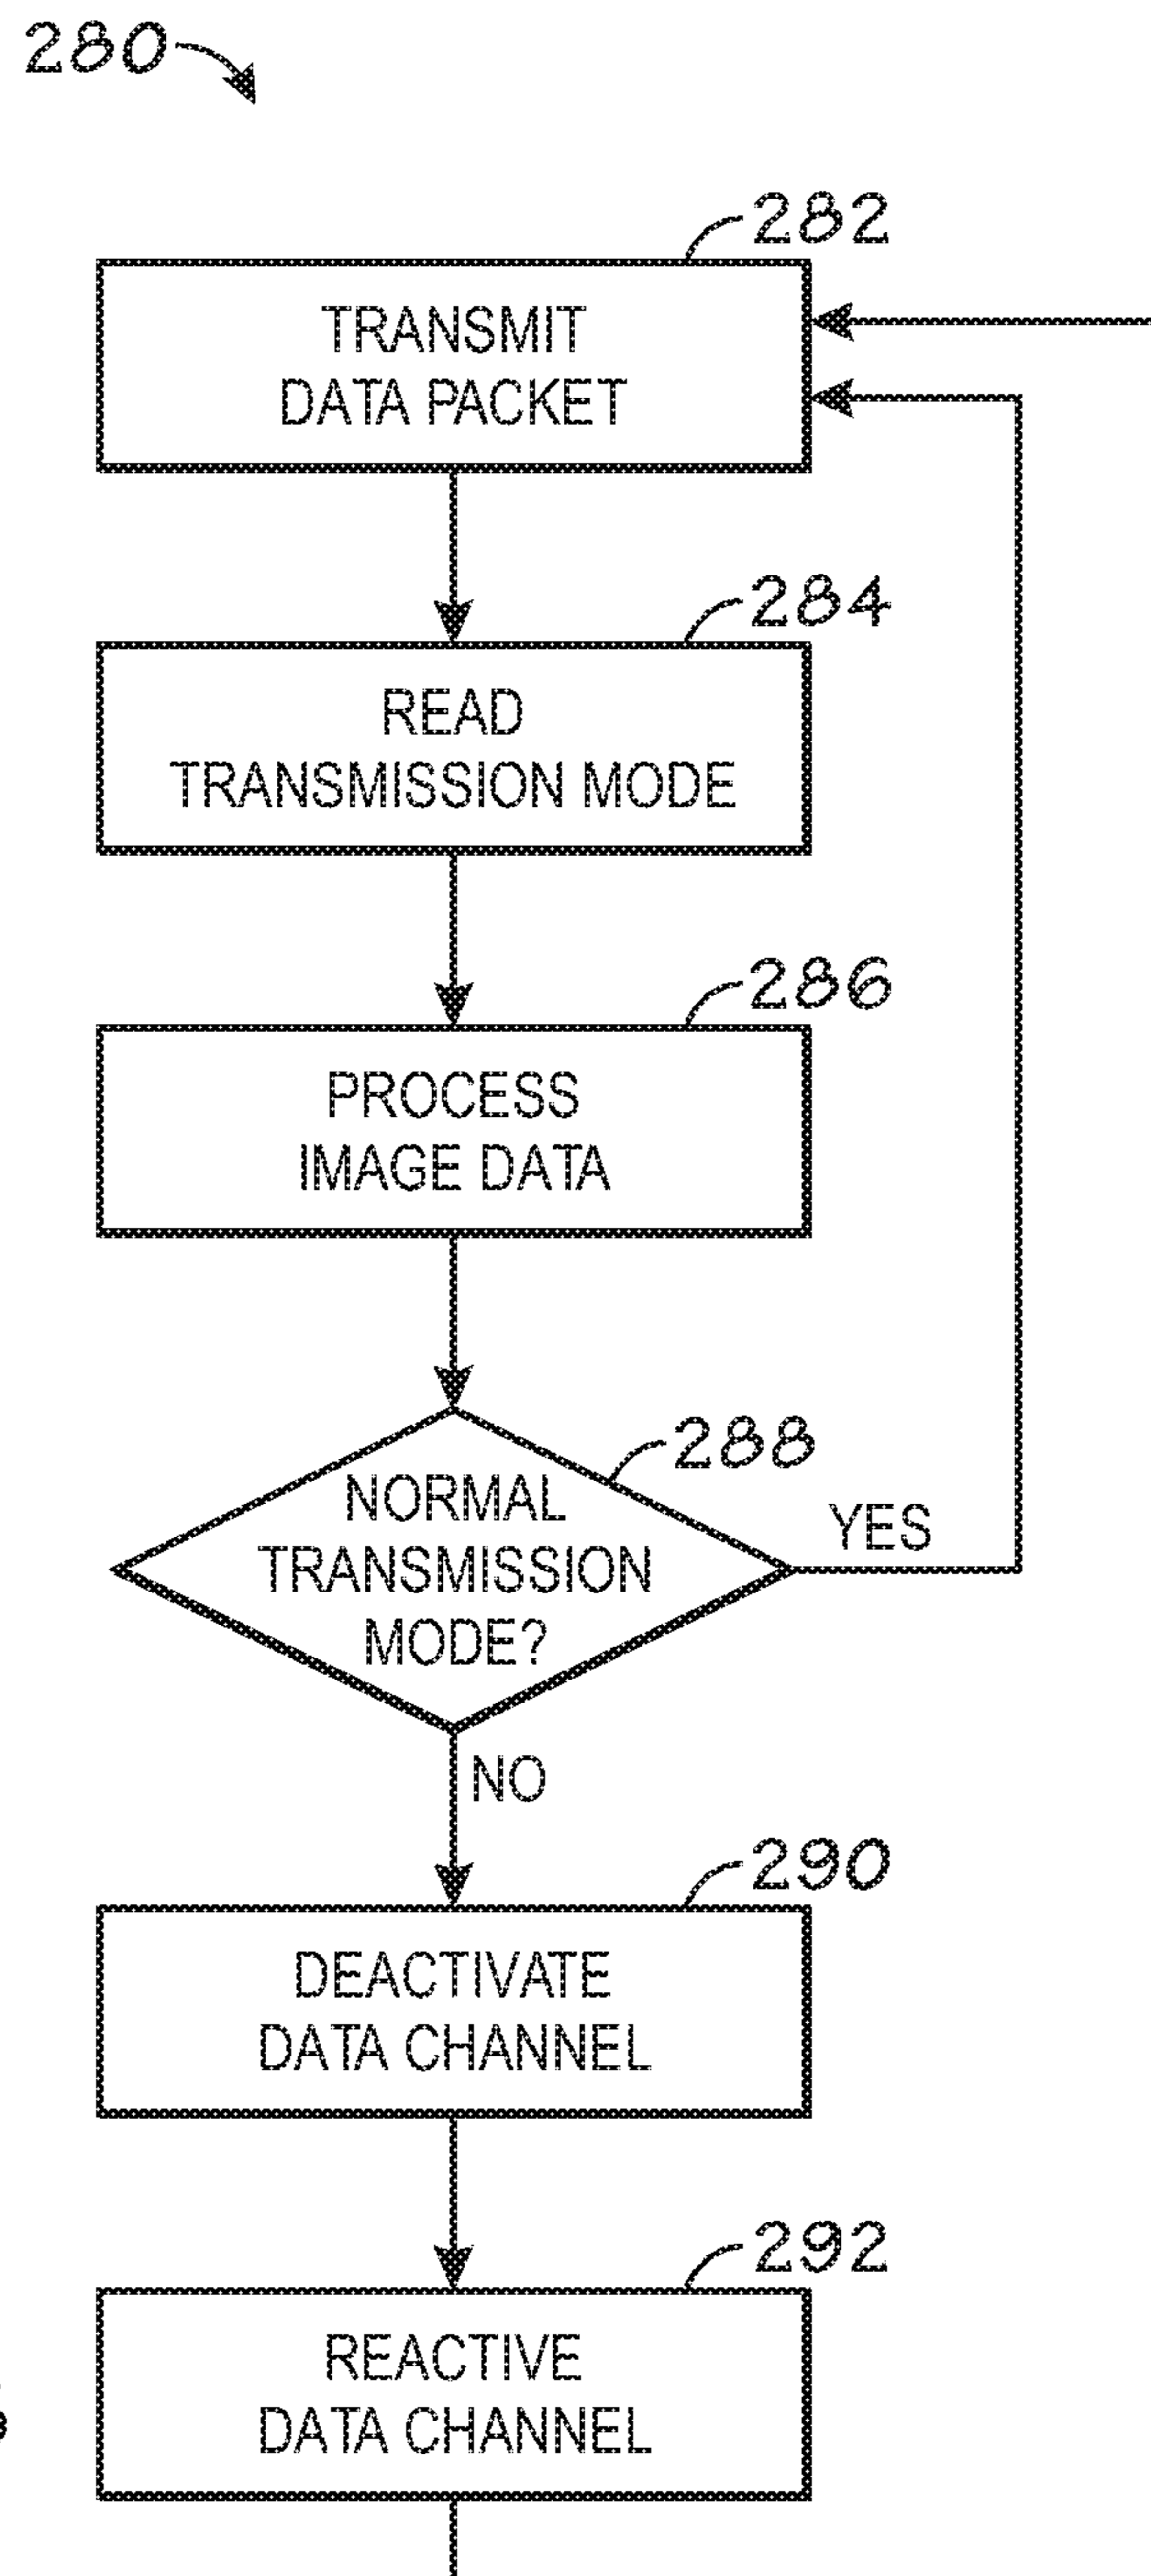 280
282
TRANSMIT
DATA PACKET
284
READ
TRANSMISSION MODE
286
PROCESS
IMAGE DATA
288
NORMAL
TRANSMISSION
MODE?
YES
NO
290
DEACTIVATE
DATA CHANNEL
292
REACTIVE
DATA CHANNEL